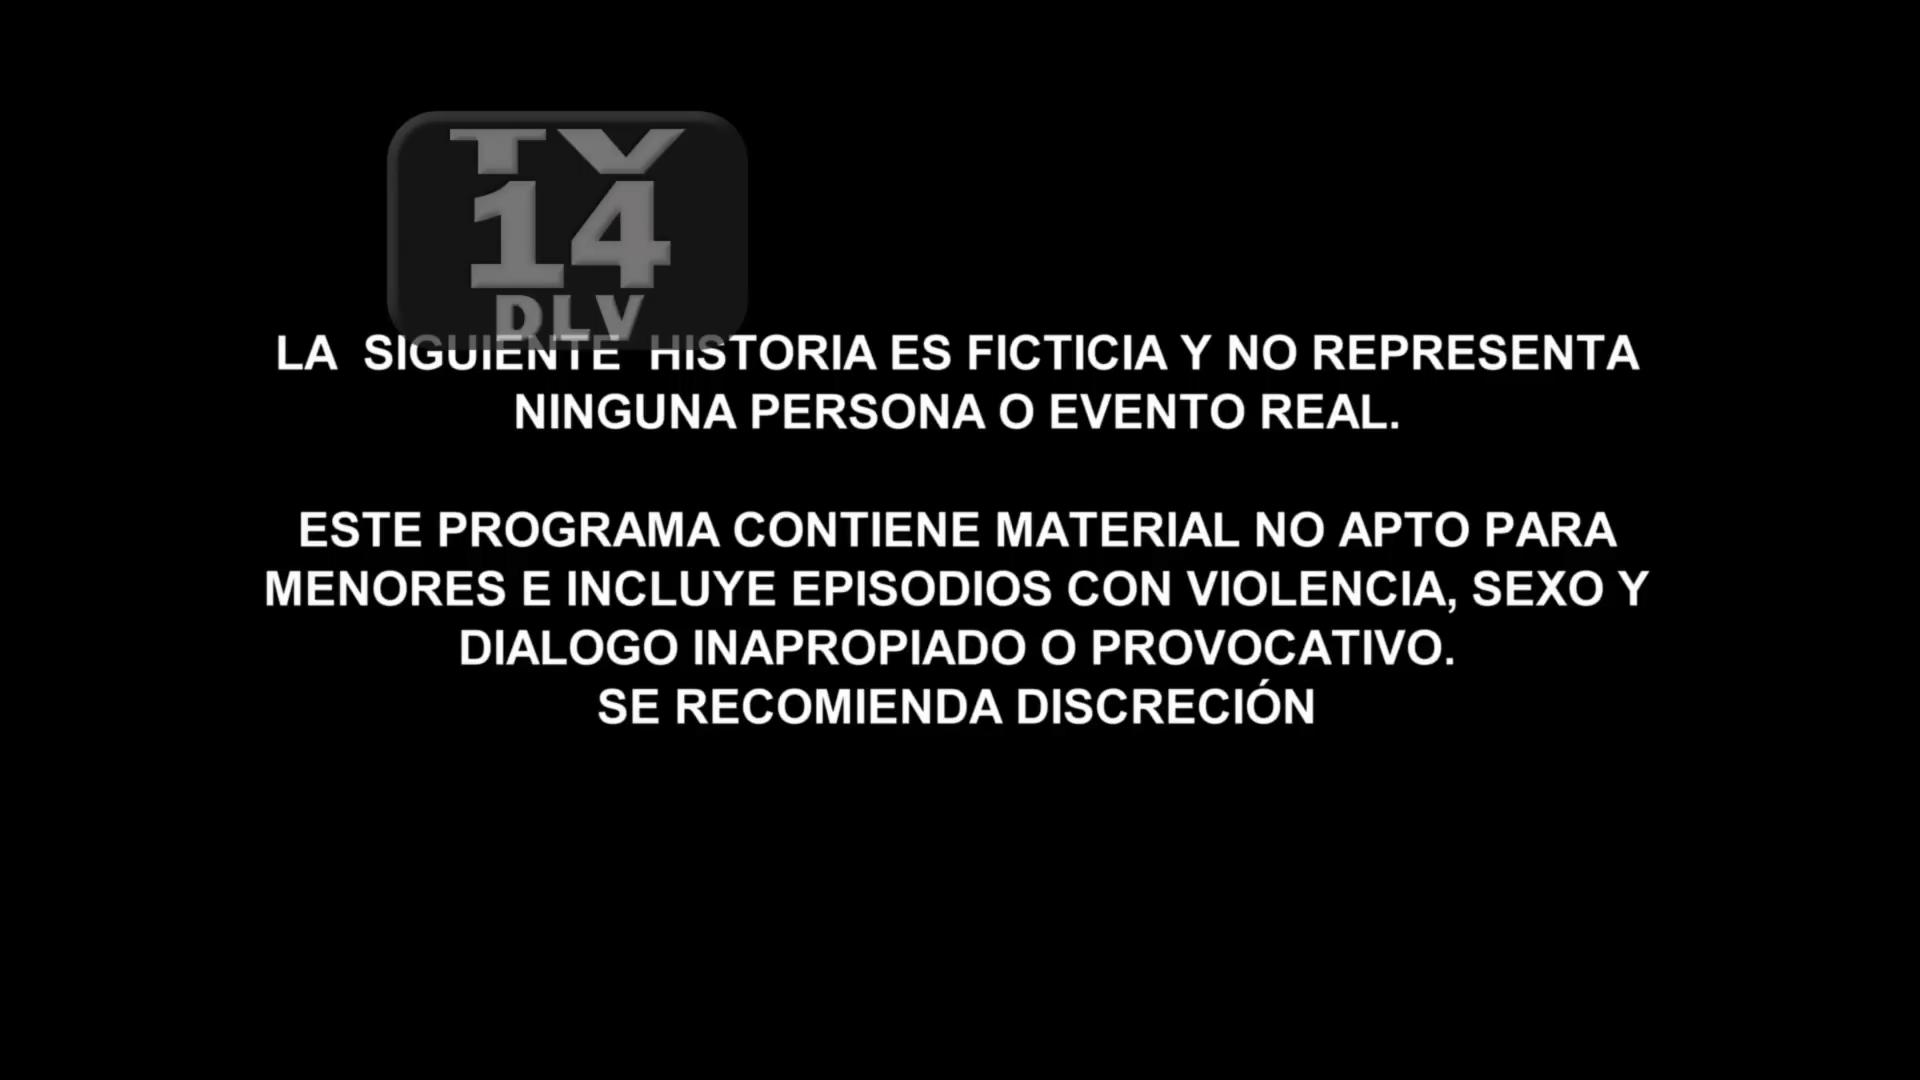 TV
14
DLV
LA SIGUIENTE HISTORIA ES FICTICIA Y NO REPRESENTA
NINGUNA PERSONA O EVENTO REAL.
ESTE PROGRAMA CONTIENE MATERIAL NO APTO PARA
MENORES E INCLUYE EPISODIOS CON VIOLENCIA, SEXO Y
DIALOGO INAPROPIADO O PROVOCATIVO.
SE RECOMIENDA DISCRECIÓN